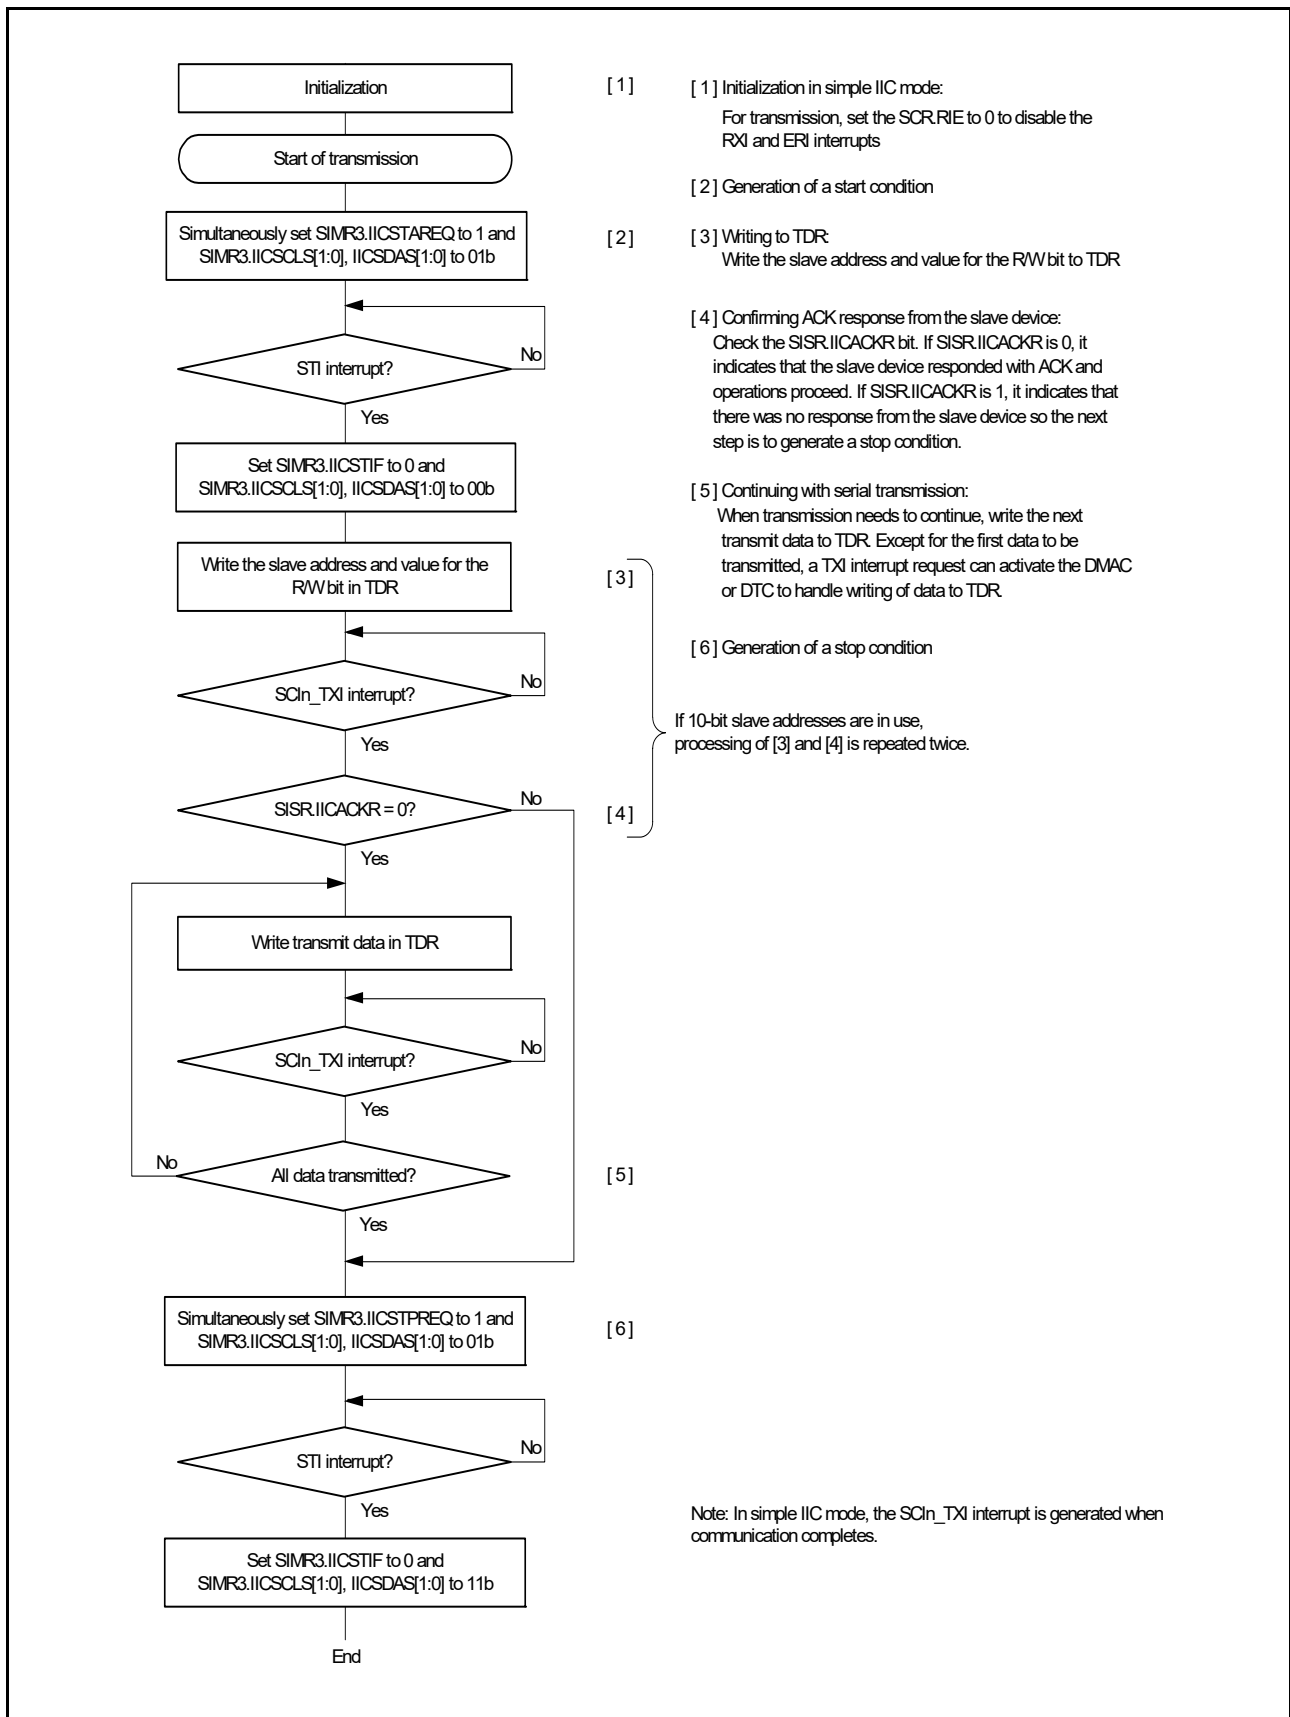 Initialization
[ 1 ]
[ 1 ] Initialization in simple IIC mode:
For transmission, set the SCR.RIE to 0 to disable the
RXI and ERI interrupts
Start of transmission
[ 2 ] Generation of a start condition
Simultaneously set SIMR3.IICSTAREQ to 1 and
SIMR3.IICSCLS[1:0], IICSDAS[1:0] to 01b
[ 2 ]
[ 3 ] Writing to TDR:
Write the slave address and value for the R/W bit to TDR
[ 4 ] Confirming ACK response from the slave device:
Check the SISR.IICACKR bit. If SISR.IICACKR is 0, it
indicates that the slave device responded with ACK and
operations proceed. If SISR.IICACKR is 1, it indicates that
there was no response from the slave device so the next
step is to generate a stop condition.
STI interrupt?
No
Yes
Set SIMR3.IICSTIF to 0 and
SIMR3.IICSCLS[1:0], IICSDAS[1:0] to 00b
[ 5 ] Continuing with serial transmission:
When transmission needs to continue, write the next
transmit data to TDR. Except for the first data to be
transmitted, a TXI interrupt request can activate the DMAC
or DTC to handle writing of data to TDR.
Write the slave address and value for the
R/W bit in TDR
[ 3 ]
[ 6 ] Generation of a stop condition
SCIn_TXI interrupt?
No
Yes
If 10-bit slave addresses are in use,
processing of [3] and [4] is repeated twice.
SISR.IICACKR = 0?
No
[ 4 ]
Yes
Write transmit data in TDR
SCIn_TXI interrupt?
No
Yes
No
All data transmitted?
[ 5 ]
Yes
Simultaneously set SIMR3.IICSTPREQ to 1 and
SIMR3.IICSCLS[1:0], IICSDAS[1:0] to 01b
[ 6 ]
STI interrupt?
No
Yes
Note: In simple IIC mode, the SCIn_TXI interrupt is generated when
communication completes.
Set SIMR3.IICSTIF to 0 and
SIMR3.IICSCLS[1:0], IICSDAS[1:0] to 11b
End